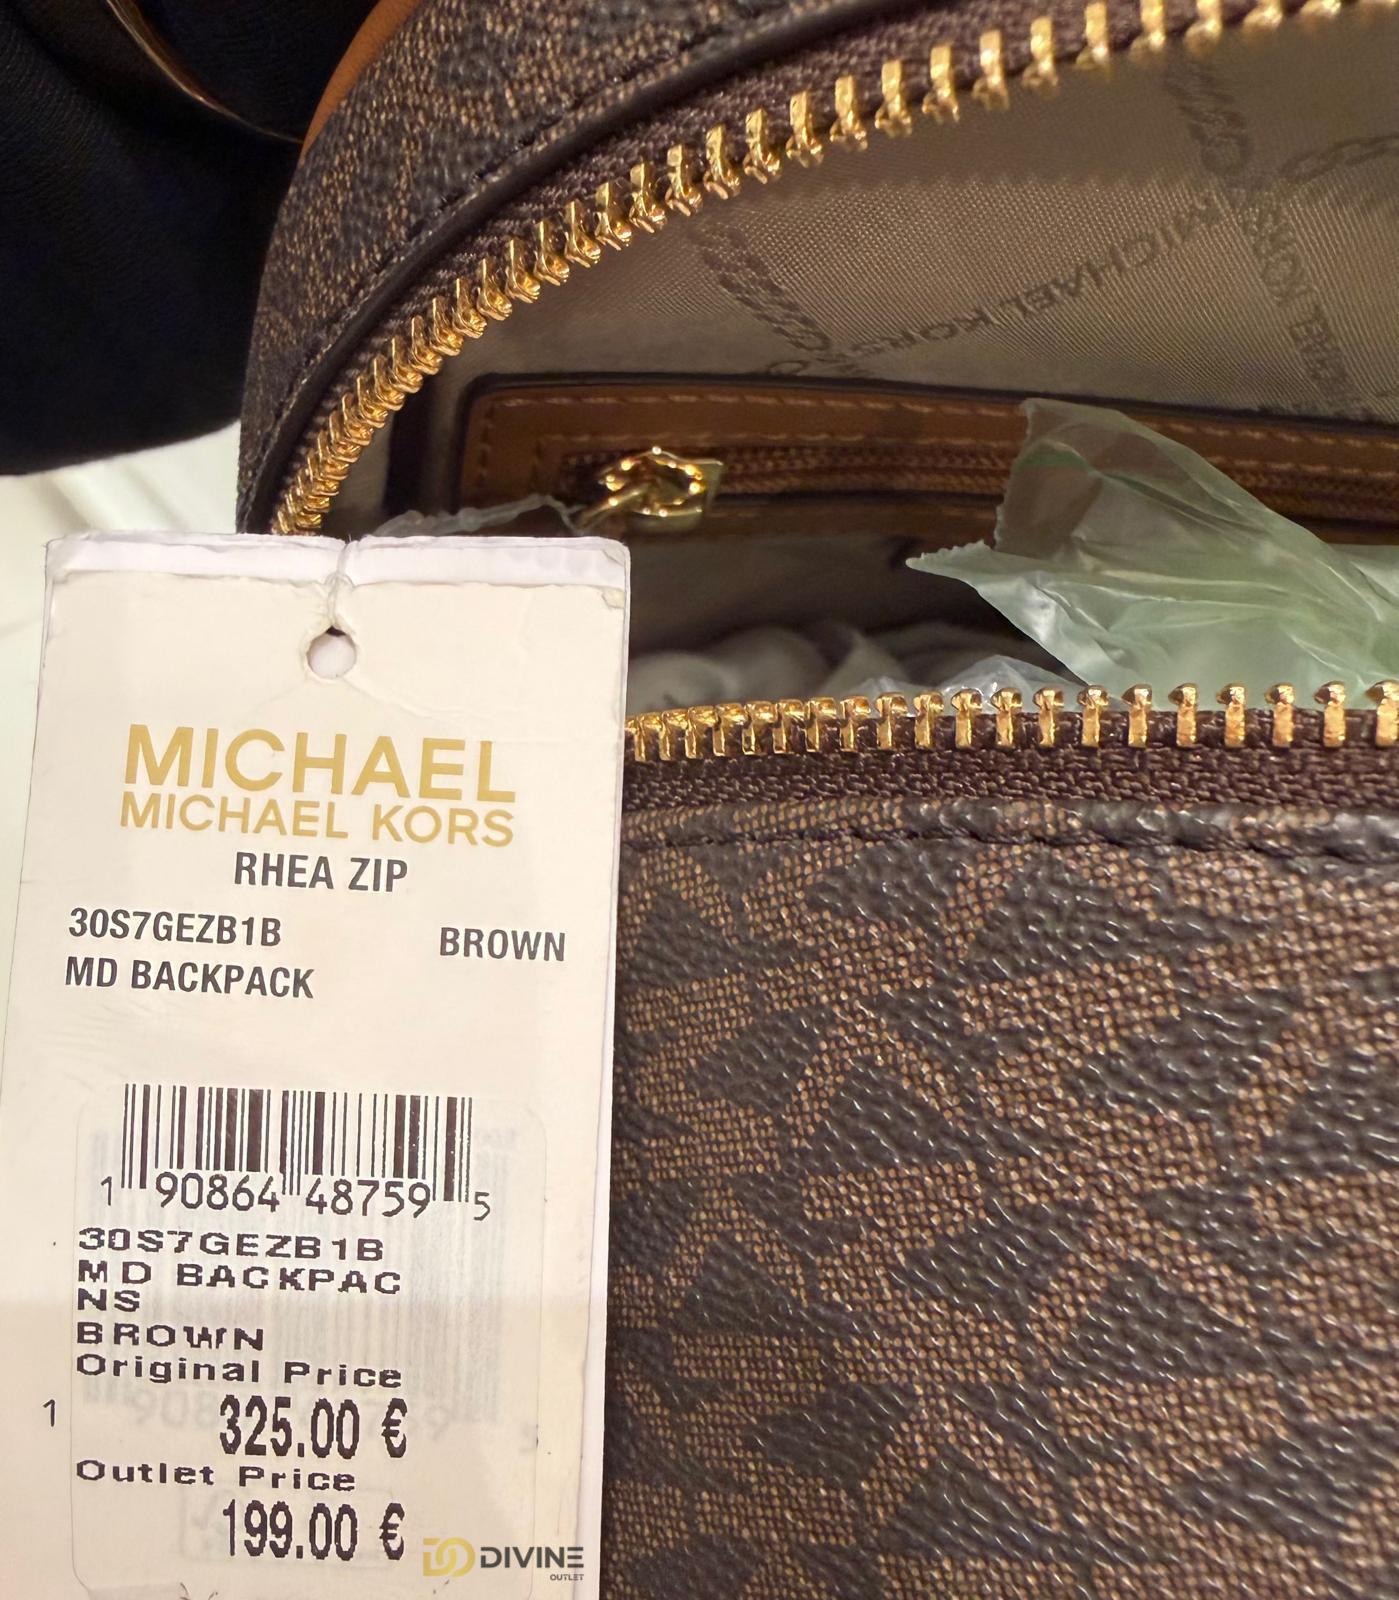 MICHAEL KORS
MICHAEL
MICHAEL KORS
RHEA ZIP
30S7GEZB1B BROWN
MD BACKPACK
1 90864 48759 5
30S7GEZB1B
MD BACKPAC
NS
BROWN
Original Price
1 325.00 €
Outlet Price
199.00 €
DIVINE
OUTLET